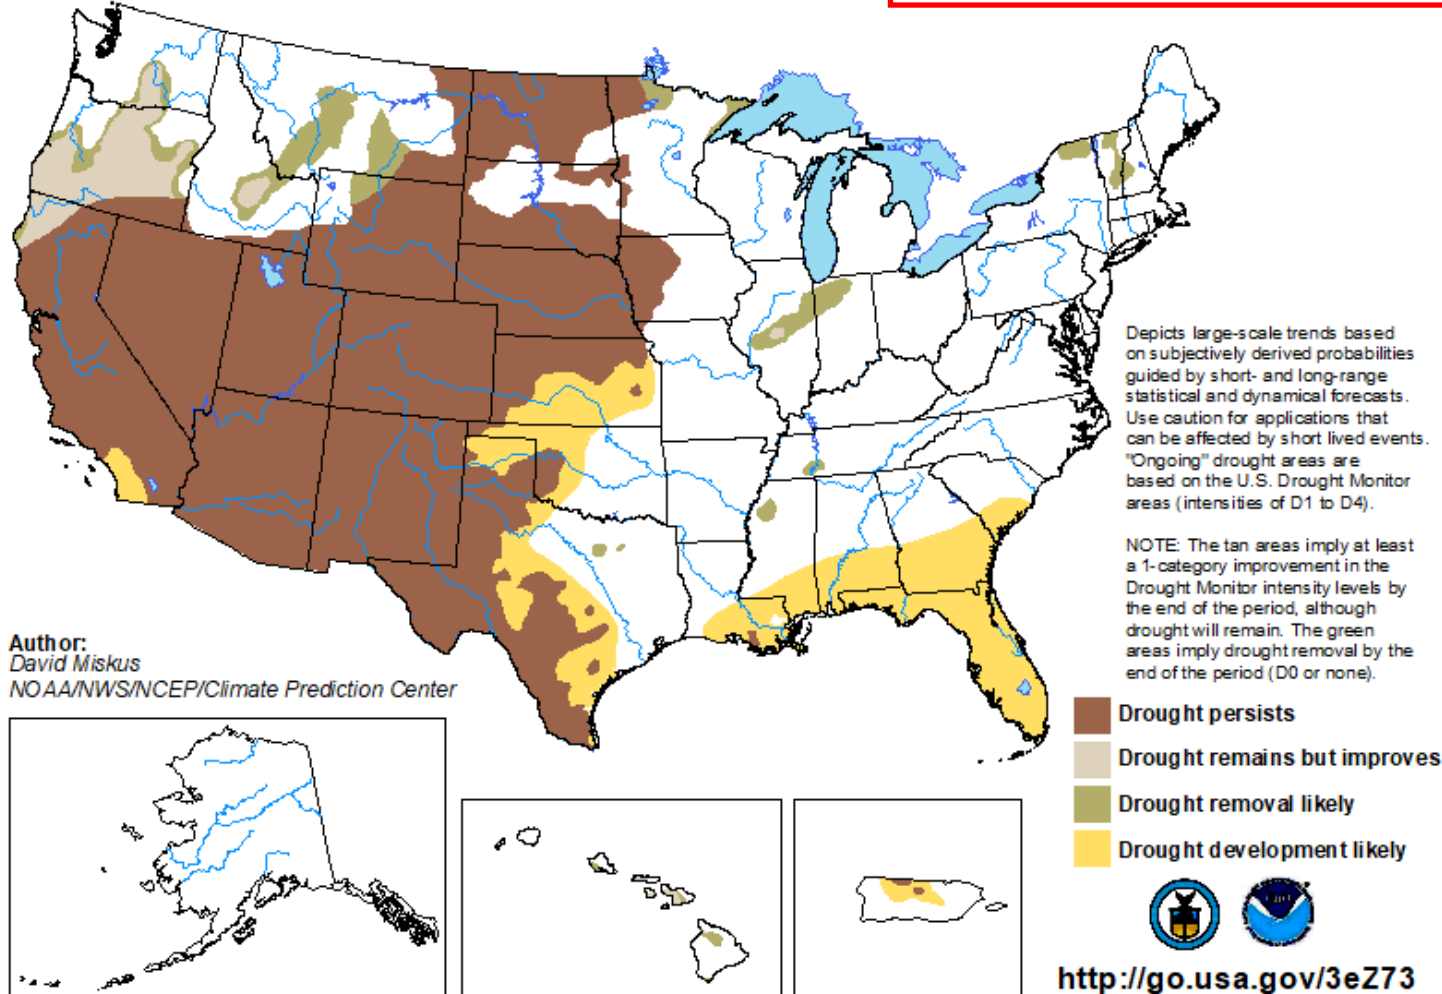 Depicts large-scale trends based
on subjectively derived probabilities
guided by short- and long-range
statistical and dynamical forecasts.
Use caution for applications that
can be affected by short lived events.
"Ongoing" drought areas are
based on the U.S. Drought Monitor
areas (intensities of D1 to D4).
NOTE: The tan areas imply at least
a 1-category improvement in the
Drought Monitor intensity levels by
the end of the period, although
drought will remain. The green
areas imply drought removal by the
end of the period (D0 or none).
Author:
David Miskus
NOAA/NWS/NCEP/Climate Prediction Center
Drought persists
Drought remains but improves
Drought removal likely
Drought development likely
http://go.usa.gov/3eZ73